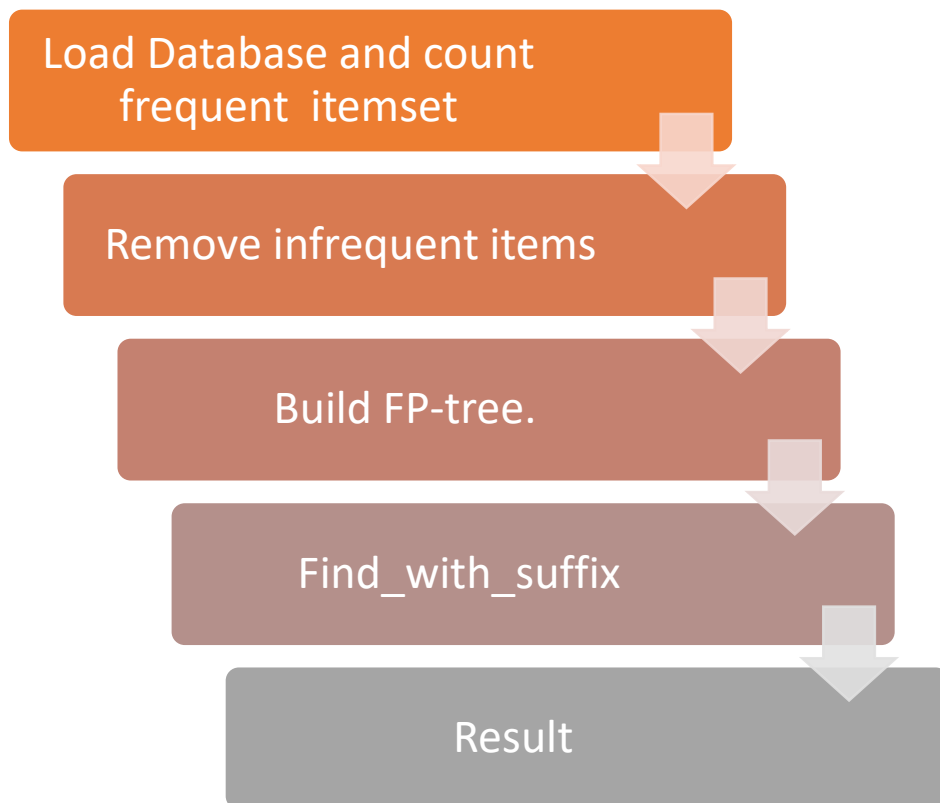 Load Database and count
frequent itemset
Remove infrequent items
Build FP-tree.
Find_with_suffix
Result